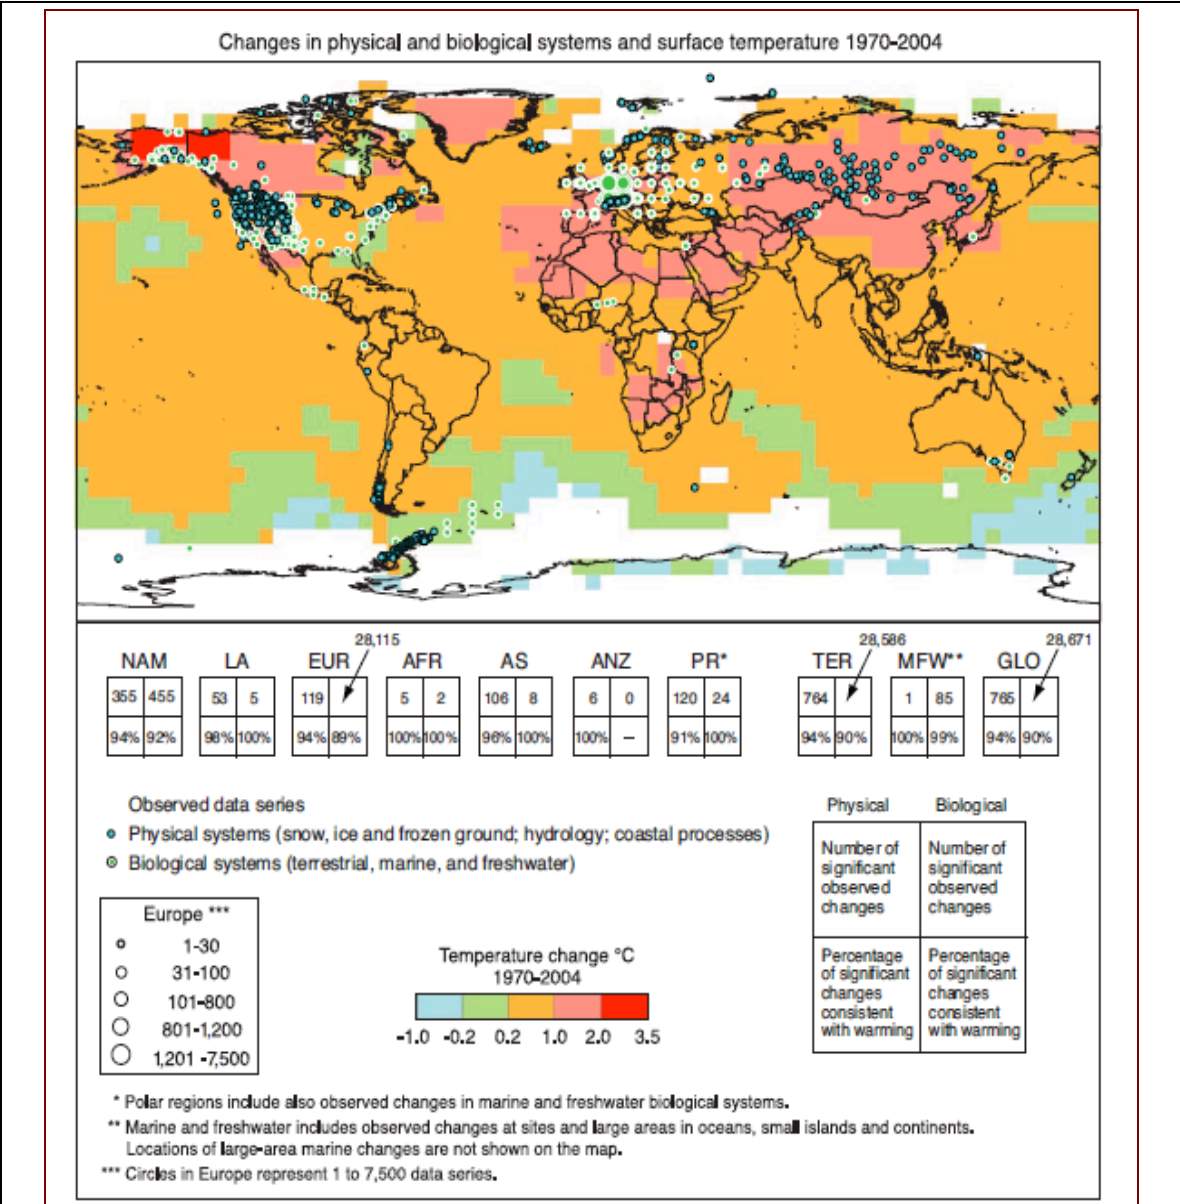 Changes in physical and biological systems and surface temperature 1970-2004
28,115 28,586 28,671
NAM LA EUR AFR AS ANZ PR* TER MFW** GLO
355 455 53 5 119 5 2 106 8 6 0 120 24 764 1 85 765
94% 92% 98% 100% 94% 89% 100% 100% 96% 100% 100% – 91% 100% 94% 90% 100% 99% 94% 90%
Observed data series
Physical systems (snow, ice and frozen ground; hydrology; coastal processes)
Biological systems (terrestrial, marine, and freshwater)
Physical Biological
Number of significant observed changes
Number of significant observed changes
Percentage of significant changes consistent with warming
Percentage of significant changes consistent with warming
Europe ***
1-30
31-100
101-800
801-1,200
1,201 -7,500
Temperature change °C
1970-2004
-1.0 -0.2 0.2 1.0 2.0 3.5
* Polar regions include also observed changes in marine and freshwater biological systems.
** Marine and freshwater includes observed changes at sites and large areas in oceans, small islands and continents.
Locations of large-area marine changes are not shown on the map.
*** Circles in Europe represent 1 to 7,500 data series.